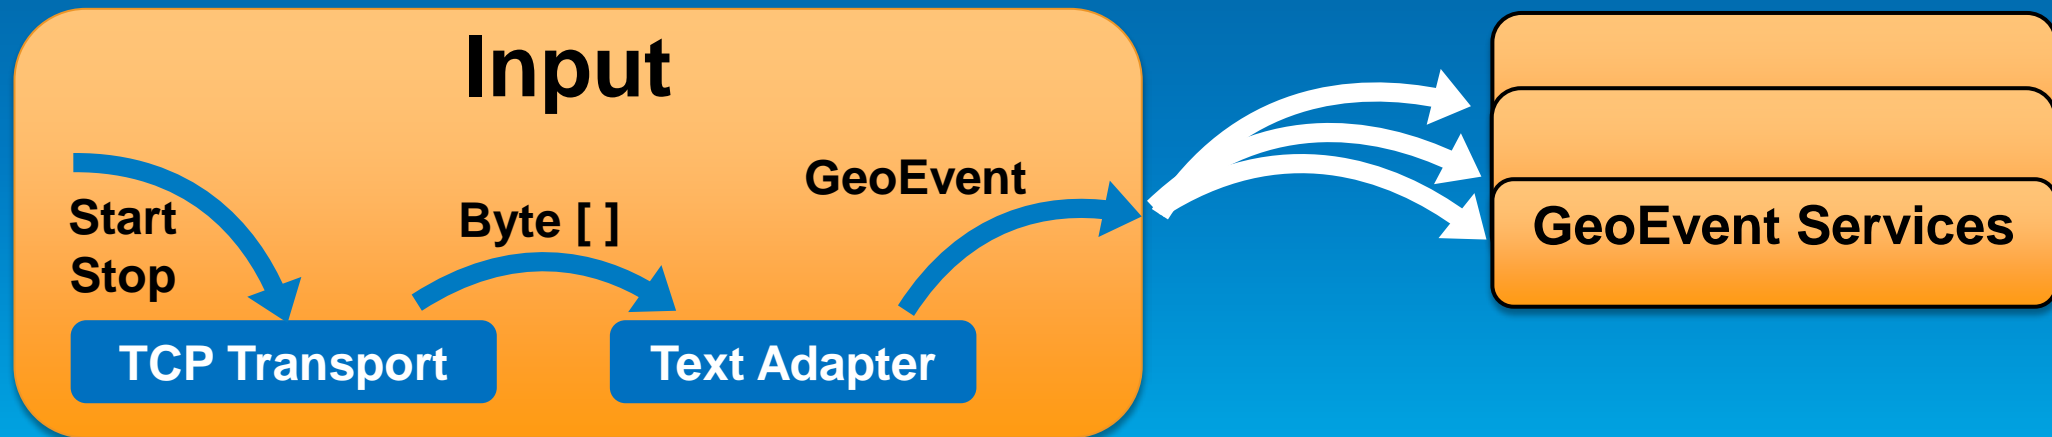 Input
Start
Stop
Byte [ ]
GeoEvent
TCP Transport
Text Adapter
GeoEvent Services